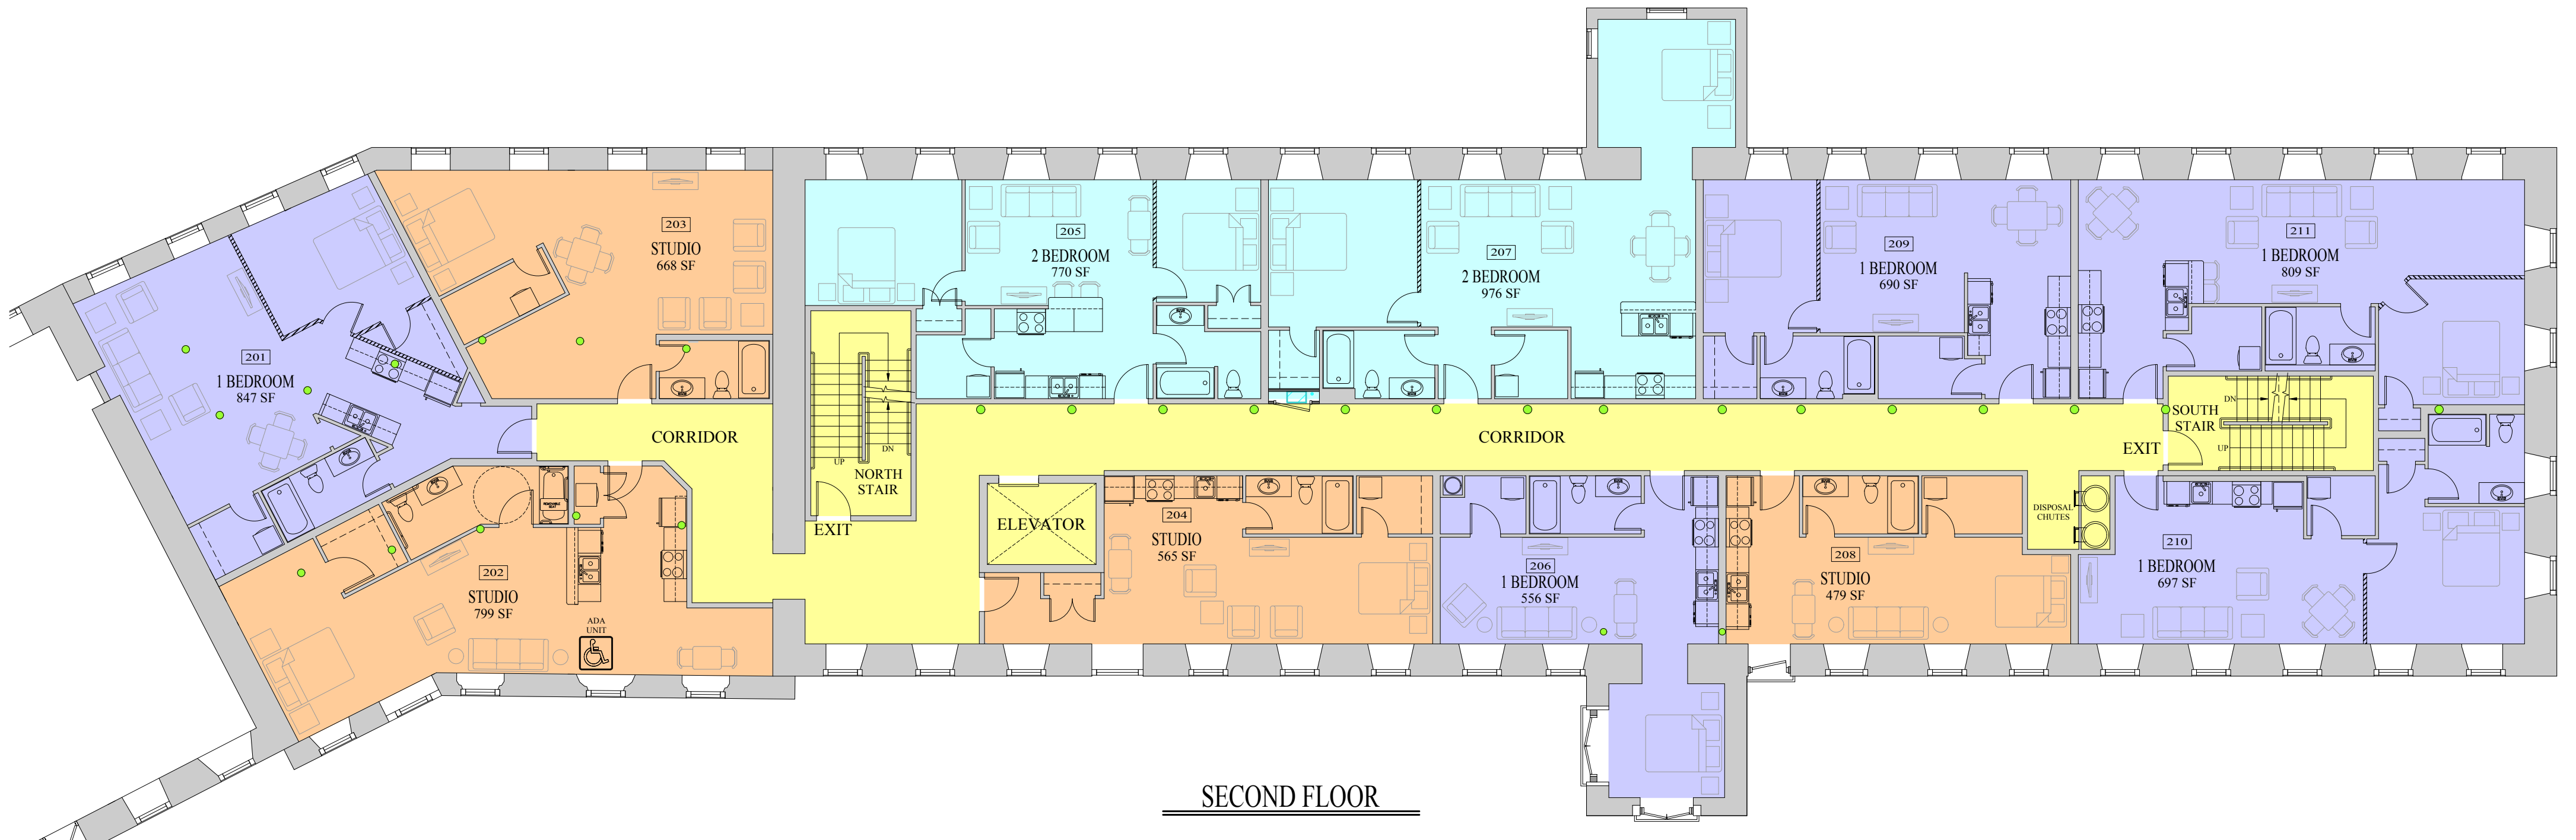 201
1 BEDROOM
847 SF
203
STUDIO
668 SF
202
STUDIO
799 SF
ADA
UNIT
CORRIDOR
UP
DN
NORTH
STAIR
EXIT
ELEVATOR
205
2 BEDROOM
770 SF
204
STUDIO
565 SF
207
2 BEDROOM
976 SF
CORRIDOR
206
1 BEDROOM
556 SF
209
1 BEDROOM
690 SF
208
STUDIO
479 SF
DISPOSAL
CHUTES
211
1 BEDROOM
809 SF
EXIT
SOUTH
STAIR
DN
UP
210
1 BEDROOM
697 SF
SECOND FLOOR